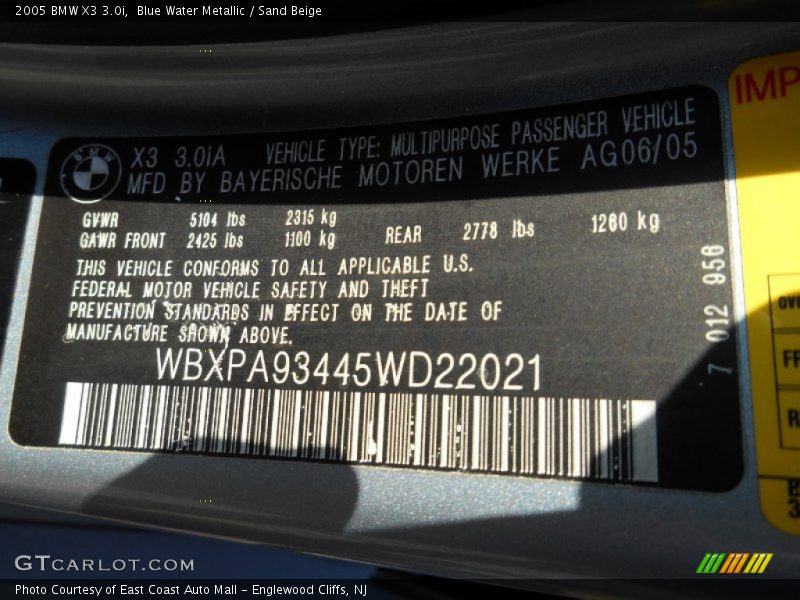 2005 BMW X3 3.0i,  Blue Water Metallic / Sand Beige
BMW
X3 3.0iA VEHICLE TYPE: MULTIPURPOSE PASSENGER VEHICLE
MFD BY BAYERISCHE MOTOREN WERKE AG06/05
GVWR 5104 lbs 2315 kg
GAWR FRONT 2425 lbs 1100 kg REAR 2778 lbs 1260 kg
THIS VEHICLE CONFORMS TO ALL APPLICABLE U.S.
FEDERAL MOTOR VEHICLE SAFETY AND THEFT
PREVENTION STANDARDS IN EFFECT ON THE DATE OF
MANUFACTURE SHOWN ABOVE.
WBXPA93445WD22021
7 012 956
IMP
GTCARLOT.COM
Photo Courtesy of East Coast Auto Mall - Englewood Cliffs, NJ